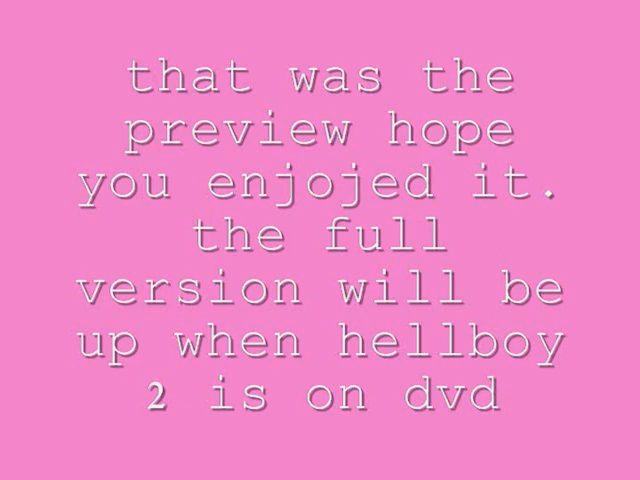 that was the
preview hope
you enjojed it.
the full
version will be
up when hellboy
2 is on dvd